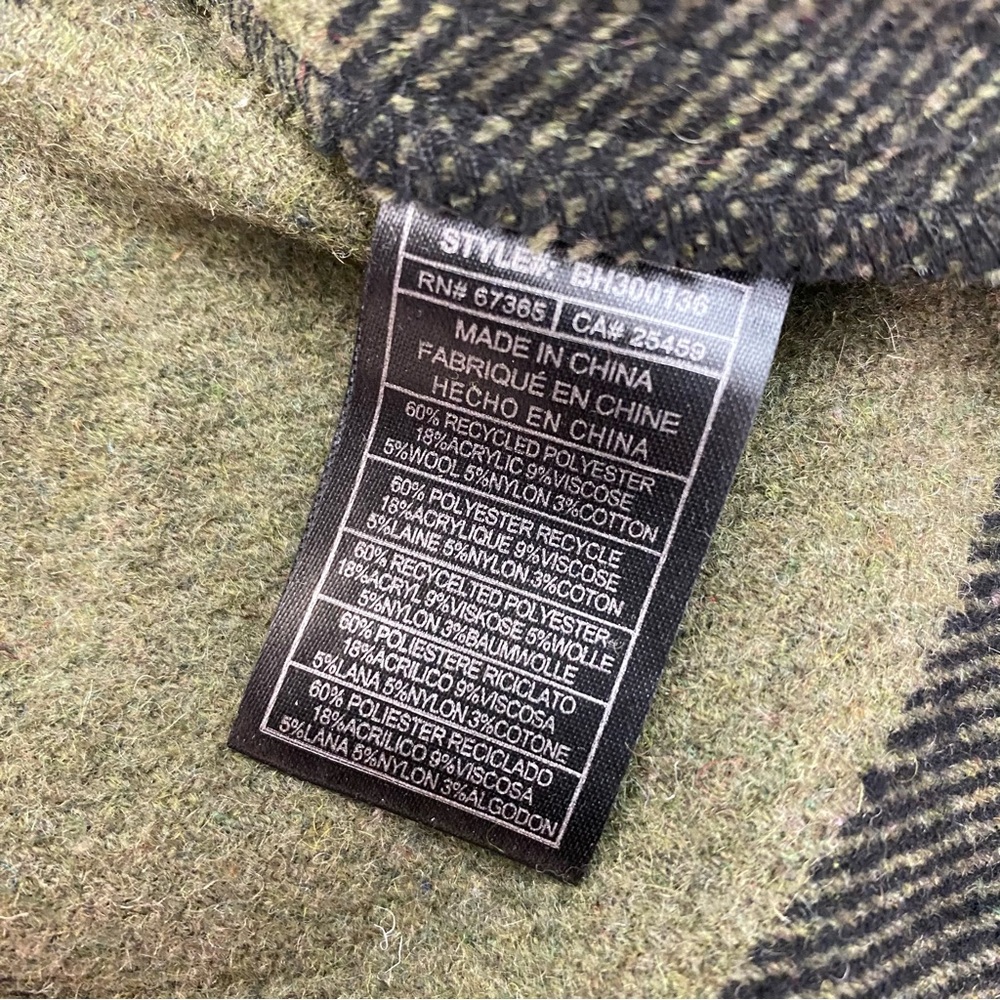 STYLE#: BH300136
RN# 67365 CA# 25459
MADE IN CHINA
FABRIQUÉ EN CHINE
HECHO EN CHINA
60% RECYCLED POLYESTER
18%ACRYLIC 9%VISCOSE
5%WOOL 5%NYLON 3%COTTON
60% POLYESTER RECYCLE
18%ACRYLIQUE 9%VISCOSE
5%LAINE 5%NYLON 3%COTON
60% RECYCELTED POLYESTER
18%ACRYL 9%VISKOSE 5%WOLLE
5%NYLON 3%BAUMWOLLE
60% POLIESTERE RICICLATO
18%ACRILICO 9%VISCOSA
5%LANA 5%NYLON 3%COTONE
60% POLIESTER RECICLADO
18%ACRILICO 9%VISCOSA
5%LANA 5%NYLON 3%ALGODON